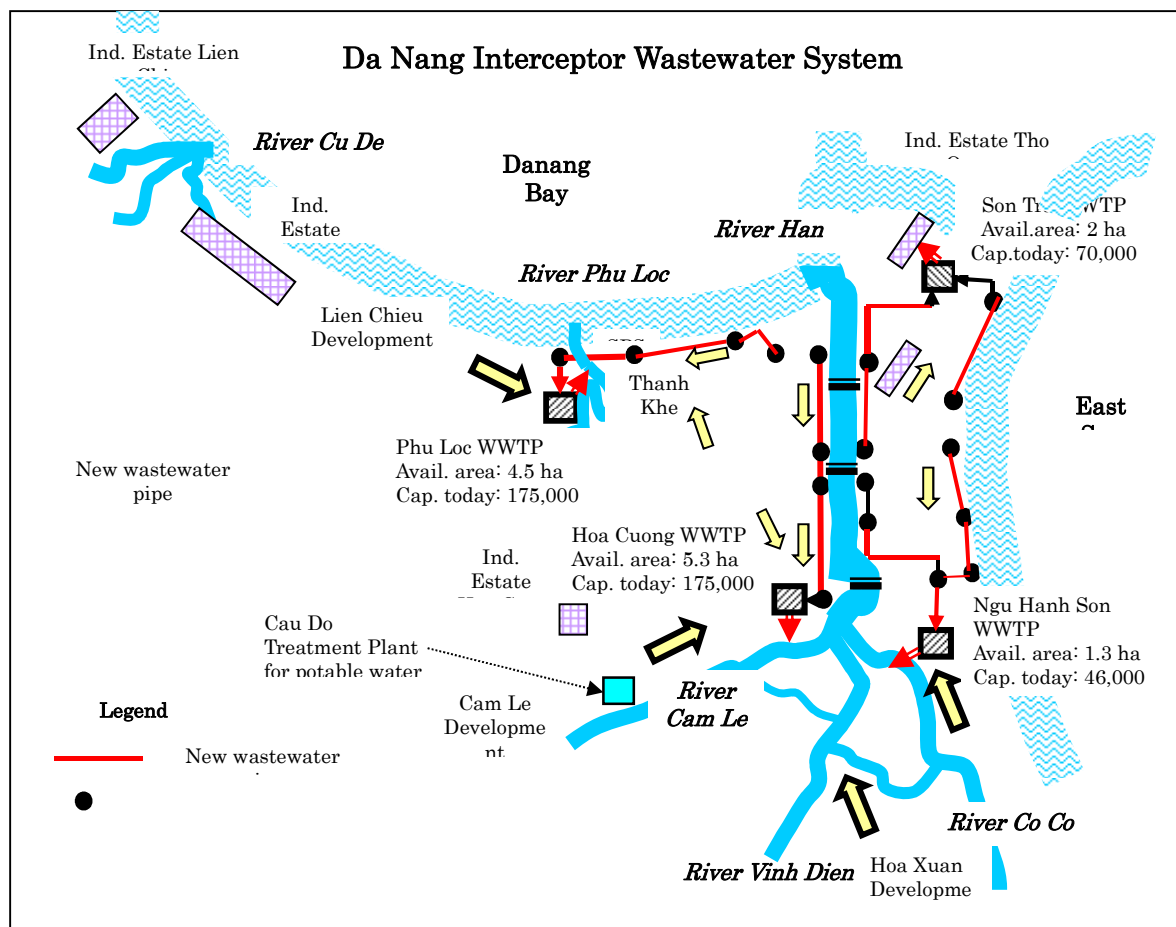 Da Nang Interceptor Wastewater System
Ind. Estate Lien
River Cu De
Danang
Bay
Ind. Estate Tho
Ind.
Estate
River Han
Son Tra WWTP
Avail.area: 2 ha
Cap.today: 70,000
River Phu Loc
Lien Chieu
Development
Thanh
Khe
East
Phu Loc WWTP
Avail. area: 4.5 ha
Cap. today: 175,000
New wastewater
pipe
Hoa Cuong WWTP
Avail. area: 5.3 ha
Cap. today: 175,000
Ind.
Estate
Ngu Hanh Son
WWTP
Avail. area: 1.3 ha
Cap. today: 46,000
Cau Do
Treatment Plant
for potable water
River
Cam Le
Cam Le
Developme
nt
Legend
New wastewater
River Co Co
River Vinh Dien
Hoa Xuan
Developme